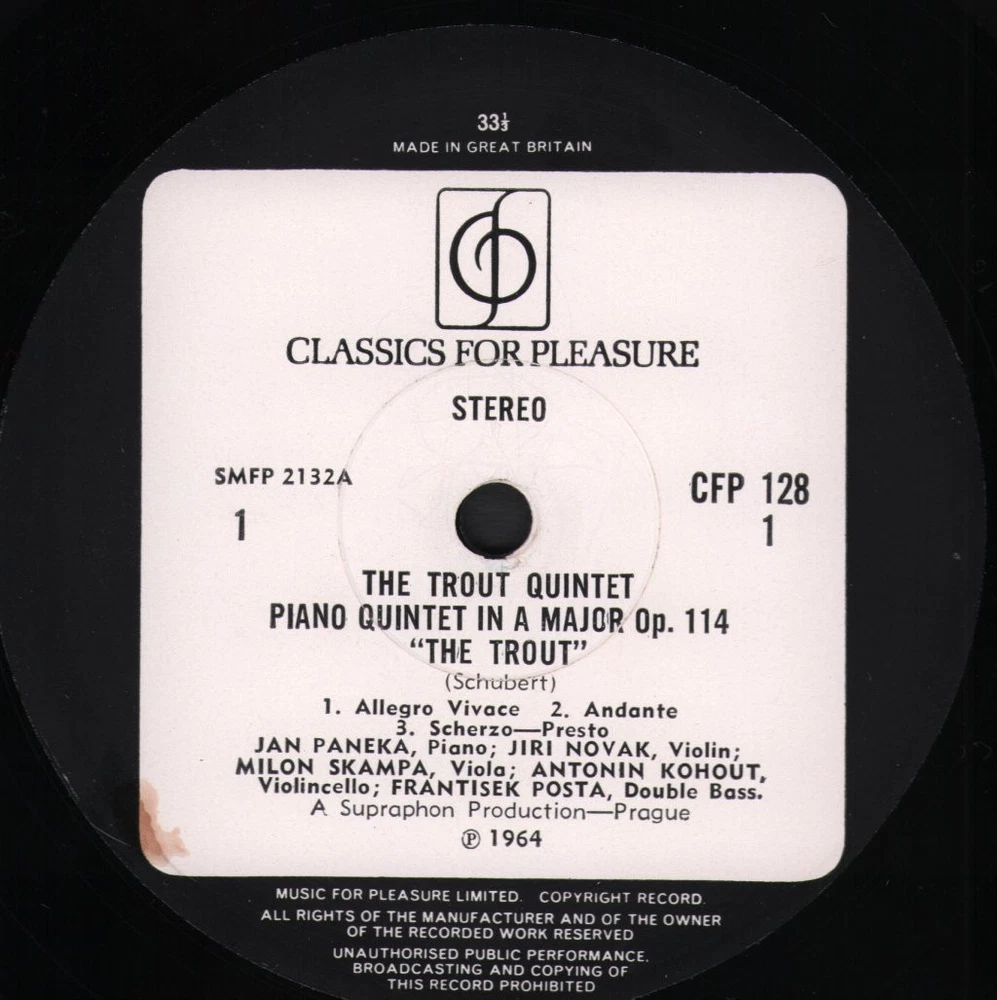 33⅓
MADE IN GREAT BRITAIN
CLASSICS FOR PLEASURE
STEREO
SMFP 2132A
1
CFP 128
1
THE TROUT QUINTET
PIANO QUINTET IN A MAJOR Op. 114
“THE TROUT”
(Schubert)
1. Allegro Vivace 2. Andante
3. Scherzo—Presto
JAN PANEKA, Piano; JIRI NOVAK, Violin;
MILON SKAMPA, Viola; ANTONIN KOHOUT,
Violincello; FRANTISEK POSTA, Double Bass.
A Supraphon Production—Prague
℗ 1964
MUSIC FOR PLEASURE LIMITED. COPYRIGHT RECORD.
ALL RIGHTS OF THE MANUFACTURER AND OF THE OWNER
OF THE RECORDED WORK RESERVED
UNAUTHORISED PUBLIC PERFORMANCE,
BROADCASTING AND COPYING OF
THIS RECORD PROHIBITED